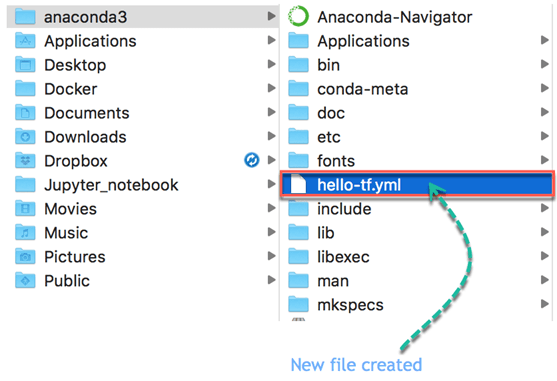 anaconda3
Applications
Desktop
Docker
Documents
Downloads
Dropbox
Jupyter_notebook
Movies
Music
Pictures
Public
Anaconda-Navigator
Applications
bin
conda-meta
doc
etc
fonts
hello-tf.yml
include
lib
libexec
man
mkspecs
New file created